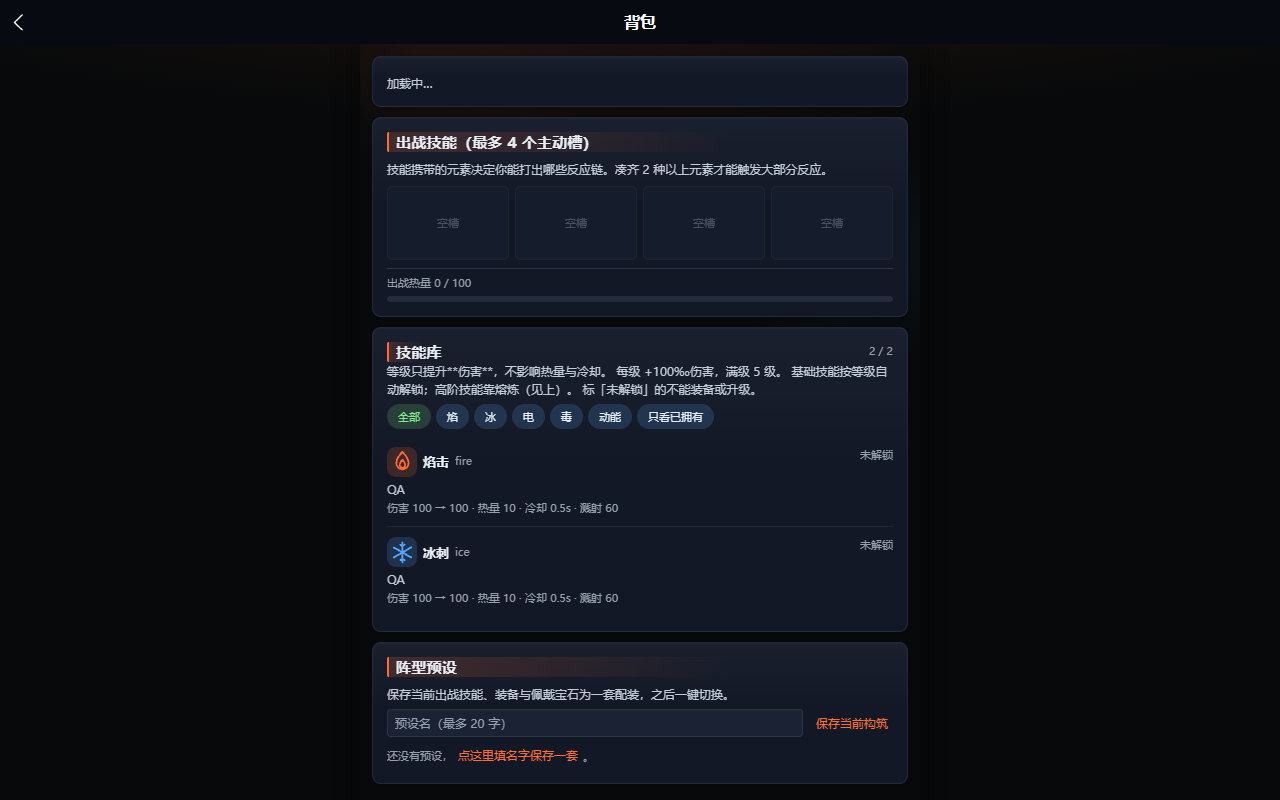 背包
加载中...
出战技能（最多 4 个主动槽）
技能携带的元素决定你能打出哪些反应链。凑齐 2 种以上元素才能触发大部分反应。
空槽 空槽 空槽 空槽
出战热量 0 / 100
技能库 2 / 2
等级只提升**伤害**，不影响热量与冷却。 每级 +100‰伤害，满级 5 级。 基础技能按等级自
动解锁；高阶技能靠熔炼（见上）。 标「未解锁」的不能装备或升级。
全部 焰 冰 电 毒 动能 只看已拥有
焰击 fire 未解锁
QA
伤害 100 → 100 · 热量 10 · 冷却 0.5s · 溅射 60
冰刺 ice 未解锁
QA
伤害 100 → 100 · 热量 10 · 冷却 0.5s · 溅射 60
阵型预设
保存当前出战技能、装备与佩戴宝石为一套配装，之后一键切换。
预设名（最多 20 字） 保存当前构筑
还没有预设， 点这里填名字保存一套 。